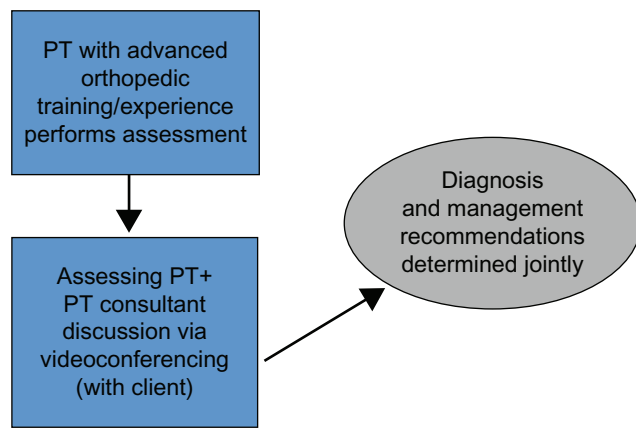 PT with advanced
orthopedic
training/experience
performs assessment
Assessing PT+
PT consultant
discussion via
videoconferencing
(with client)
Diagnosis
and management
recommendations
determined jointly